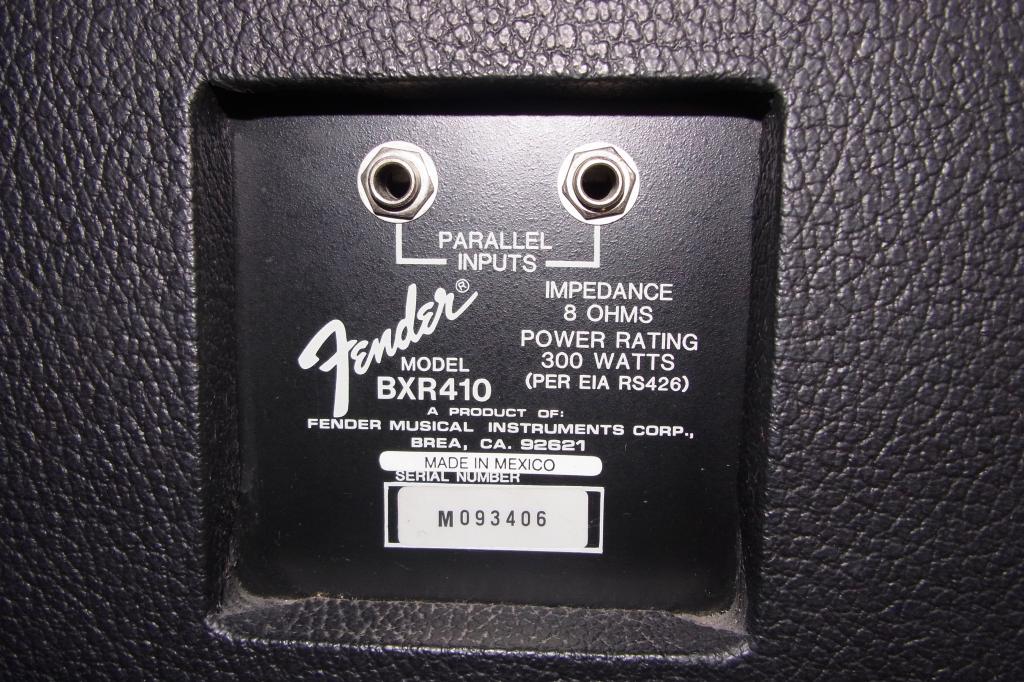 PARALLEL
INPUTS
Fender®
IMPEDANCE
8 OHMS
POWER RATING
300 WATTS
(PER EIA RS426)
MODEL
BXR410
A PRODUCT OF:
FENDER MUSICAL INSTRUMENTS CORP.,
BREA, CA. 92621
MADE IN MEXICO
SERIAL NUMBER
M093406